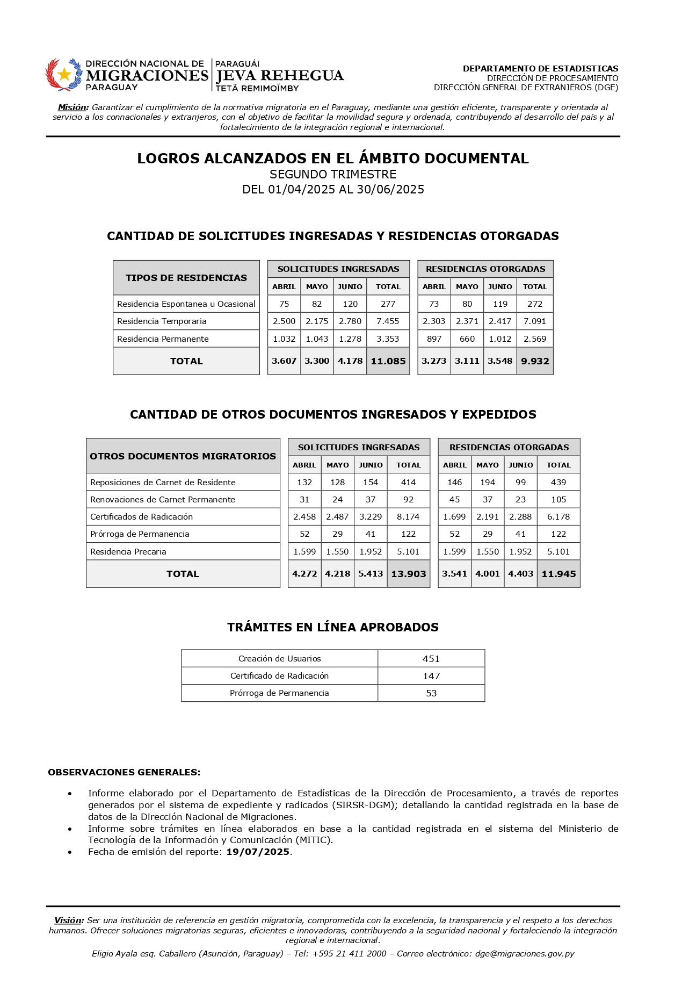 DIRECCIÓN NACIONAL DE
MIGRACIONES
PARAGUAY
PARAGUÁI
JEVA REHEGUA
TETÃ REMIMOĨMBY
DEPARTAMENTO DE ESTADISTICAS
DIRECCIÓN DE PROCESAMIENTO
DIRECCIÓN GENERAL DE EXTRANJEROS (DGE)
Misión: Garantizar el cumplimiento de la normativa migratoria en el Paraguay, mediante una gestión eficiente, transparente y orientada al
servicio a los connacionales y extranjeros, con el objetivo de facilitar la movilidad segura y ordenada, contribuyendo al desarrollo del país y al
fortalecimiento de la integración regional e internacional.
LOGROS ALCANZADOS EN EL ÁMBITO DOCUMENTAL
SEGUNDO TRIMESTRE
DEL 01/04/2025 AL 30/06/2025
CANTIDAD DE SOLICITUDES INGRESADAS Y RESIDENCIAS OTORGADAS
TIPOS DE RESIDENCIAS SOLICITUDES INGRESADAS RESIDENCIAS OTORGADAS
ABRIL MAYO JUNIO TOTAL ABRIL MAYO JUNIO TOTAL
Residencia Espontanea u Ocasional 75 82 120 277 73 80 119 272
Residencia Temporaria 2.500 2.175 2.780 7.455 2.303 2.371 2.417 7.091
Residencia Permanente 1.032 1.043 1.278 3.353 897 660 1.012 2.569
TOTAL 3.607 3.300 4.178 11.085 3.273 3.111 3.548 9.932
CANTIDAD DE OTROS DOCUMENTOS INGRESADOS Y EXPEDIDOS
OTROS DOCUMENTOS MIGRATORIOS SOLICITUDES INGRESADAS RESIDENCIAS OTORGADAS
ABRIL MAYO JUNIO TOTAL ABRIL MAYO JUNIO TOTAL
Reposiciones de Carnet de Residente 132 128 154 414 146 194 99 439
Renovaciones de Carnet Permanente 31 24 37 92 45 37 23 105
Certificados de Radicación 2.458 2.487 3.229 8.174 1.699 2.191 2.288 6.178
Prórroga de Permanencia 52 29 41 122 52 29 41 122
Residencia Precaria 1.599 1.550 1.952 5.101 1.599 1.550 1.952 5.101
TOTAL 4.272 4.218 5.413 13.903 3.541 4.001 4.403 11.945
TRÁMITES EN LÍNEA APROBADOS
Creación de Usuarios 451
Certificado de Radicación 147
Prórroga de Permanencia 53
OBSERVACIONES GENERALES:
• Informe elaborado por el Departamento de Estadísticas de la Dirección de Procesamiento, a través de reportes
generados por el sistema de expediente y radicados (SIRSR-DGM); detallando la cantidad registrada en la base de
datos de la Dirección Nacional de Migraciones.
• Informe sobre trámites en línea elaborados en base a la cantidad registrada en el sistema del Ministerio de
Tecnología de la Información y Comunicación (MITIC).
• Fecha de emisión del reporte: 19/07/2025.
Visión: Ser una institución de referencia en gestión migratoria, comprometida con la excelencia, la transparencia y el respeto a los derechos
humanos. Ofrecer soluciones migratorias seguras, eficientes e innovadoras, contribuyendo a la seguridad nacional y fortaleciendo la integración
regional e internacional.
Eligio Ayala esq. Caballero (Asunción, Paraguay) – Tel: +595 21 411 2000 – Correo electrónico: dge@migraciones.gov.py